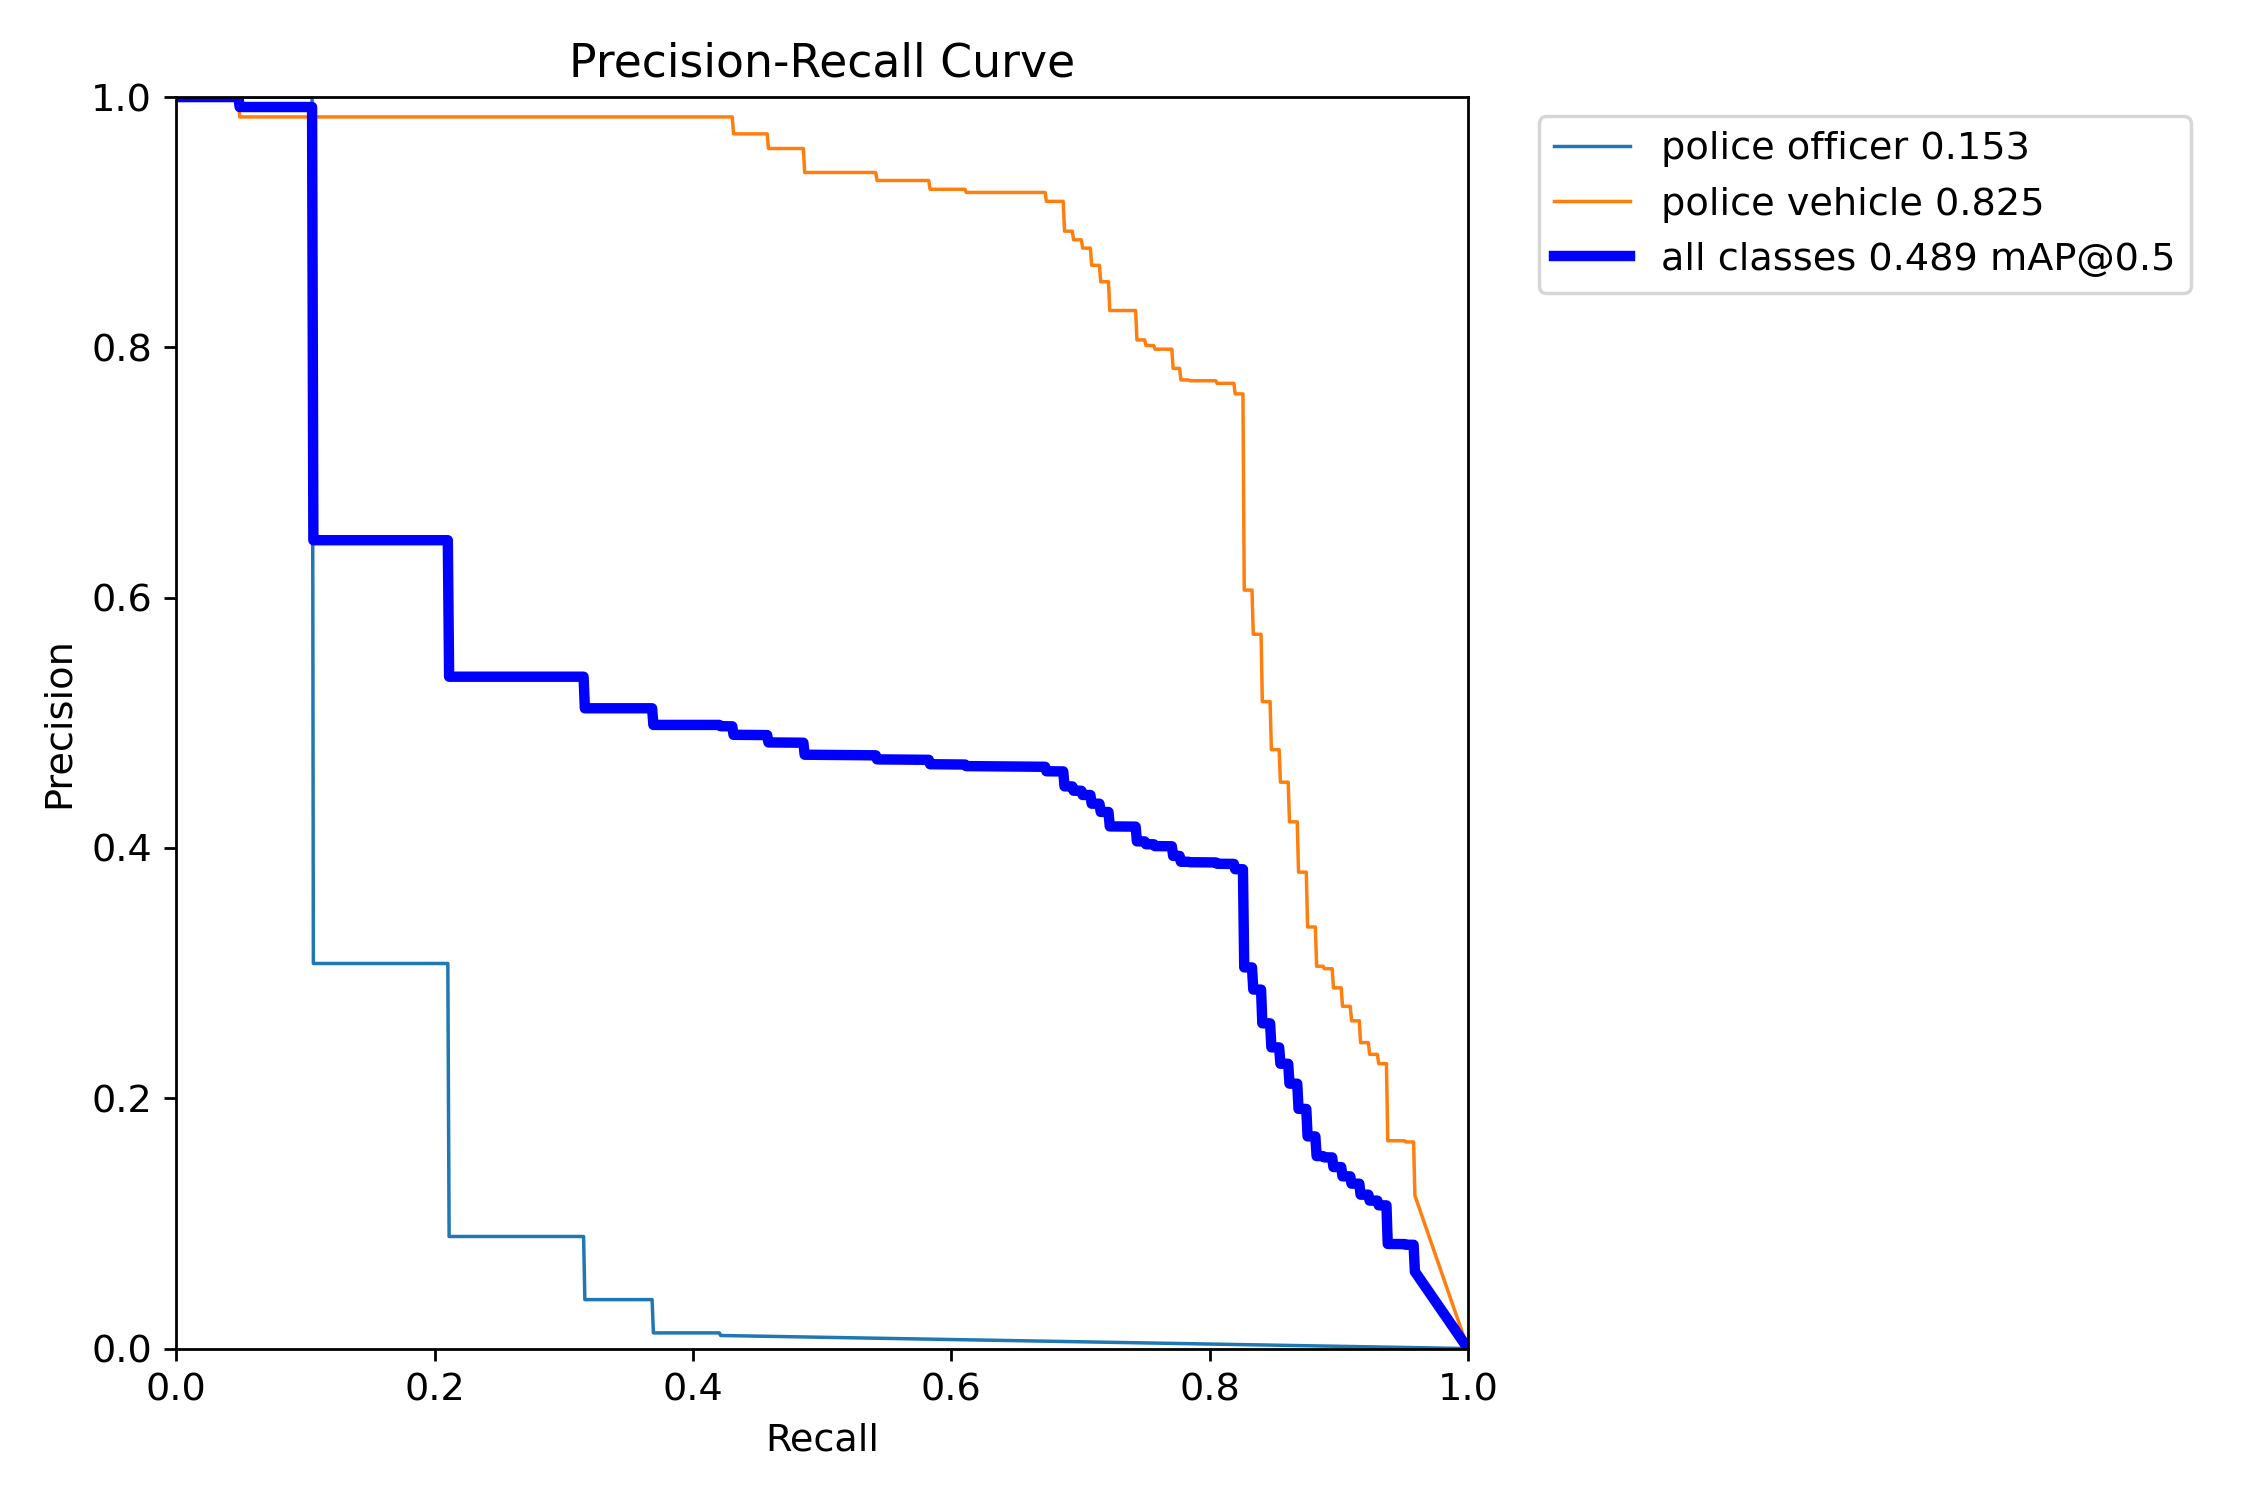 Precision-Recall Curve
1.0
0.8
0.6
0.4
0.2
0.0
Precision
0.0 0.2 0.4 0.6 0.8 1.0
Recall
police officer 0.153
police vehicle 0.825
all classes 0.489 mAP@0.5